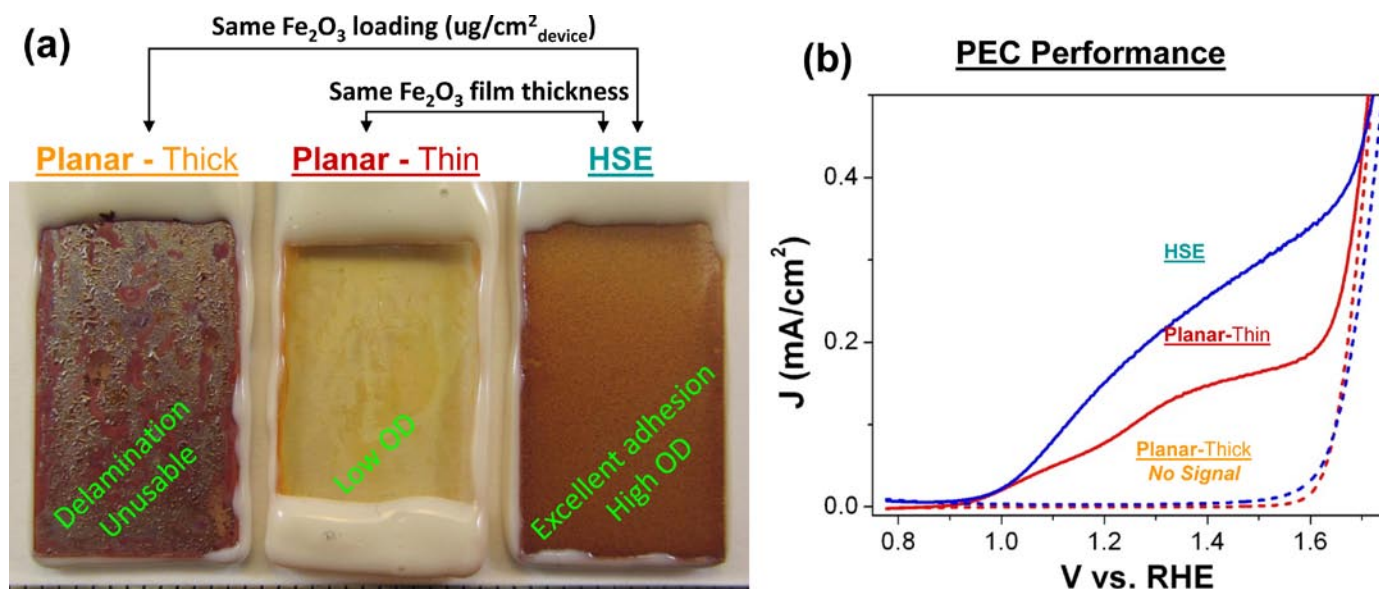 (a)
Same Fe₂O₃ loading (ug/cm²device)
Same Fe₂O₃ film thickness
Planar - Thick
Planar - Thin
HSE
Delamination
Unusable
Low OD
Excellent adhesion
High OD
(b)
PEC Performance
J (mA/cm²)
0.4
0.2
0.0
HSE
Planar-Thin
Planar-Thick
No Signal
0.8 1.0 1.2 1.4 1.6
V vs. RHE